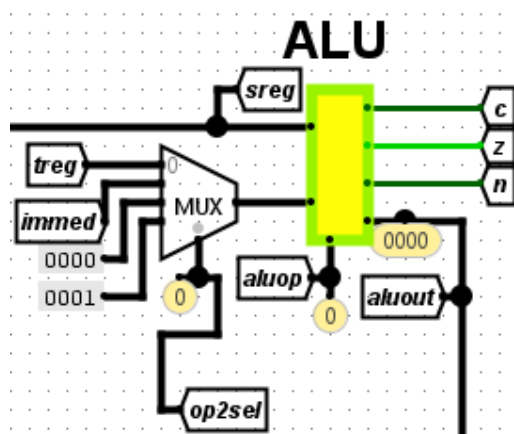 ALU
sreg
c
treg
0
z
MUX
immed
n
0000
0000
aluop
aluout
0001
0
0
op2sel